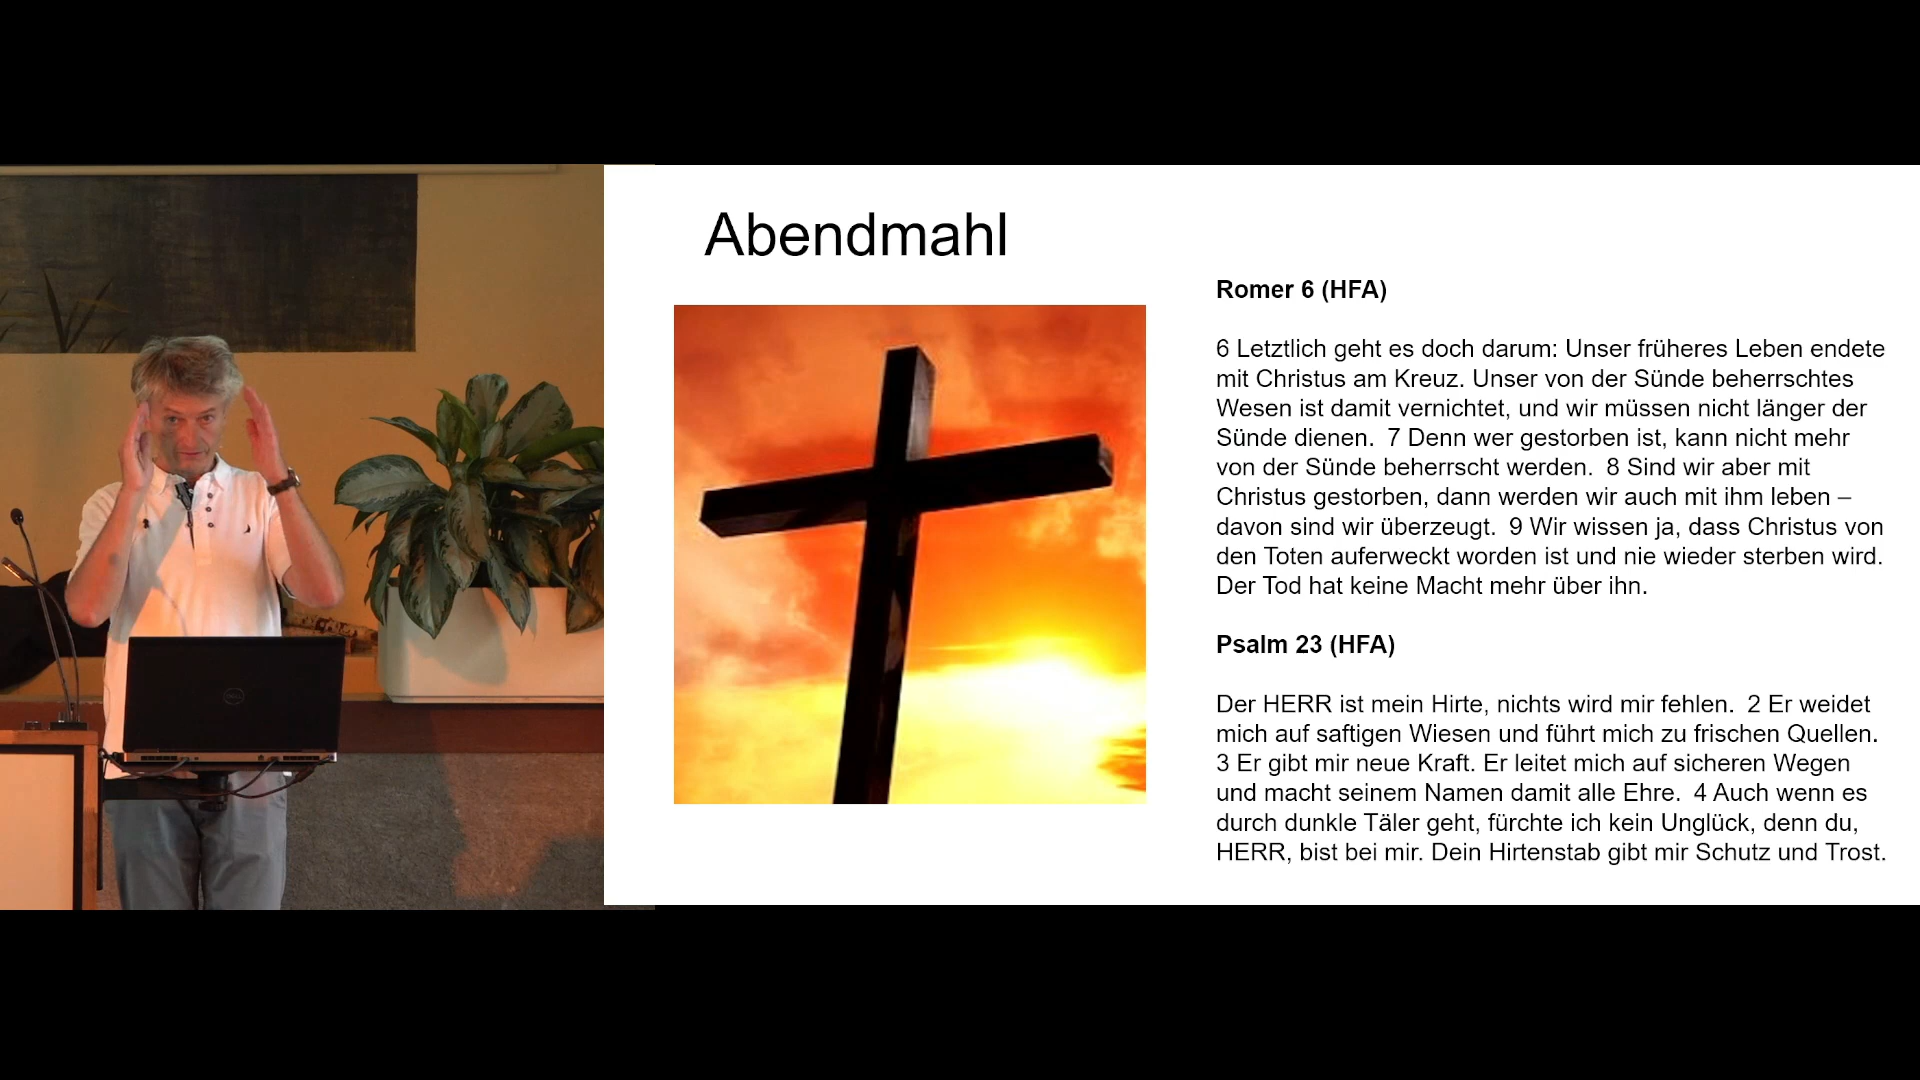 Abendmahl
Romer 6 (HFA)
6 Letztlich geht es doch darum: Unser früheres Leben endete
mit Christus am Kreuz. Unser von der Sünde beherrschtes
Wesen ist damit vernichtet, und wir müssen nicht länger der
Sünde dienen.  7 Denn wer gestorben ist, kann nicht mehr
von der Sünde beherrscht werden.  8 Sind wir aber mit
Christus gestorben, dann werden wir auch mit ihm leben –
davon sind wir überzeugt.  9 Wir wissen ja, dass Christus von
den Toten auferweckt worden ist und nie wieder sterben wird.
Der Tod hat keine Macht mehr über ihn.
Psalm 23 (HFA)
Der HERR ist mein Hirte, nichts wird mir fehlen.  2 Er weidet
mich auf saftigen Wiesen und führt mich zu frischen Quellen.
3 Er gibt mir neue Kraft. Er leitet mich auf sicheren Wegen
und macht seinem Namen damit alle Ehre.  4 Auch wenn es
durch dunkle Täler geht, fürchte ich kein Unglück, denn du,
HERR, bist bei mir. Dein Hirtenstab gibt mir Schutz und Trost.
DELL